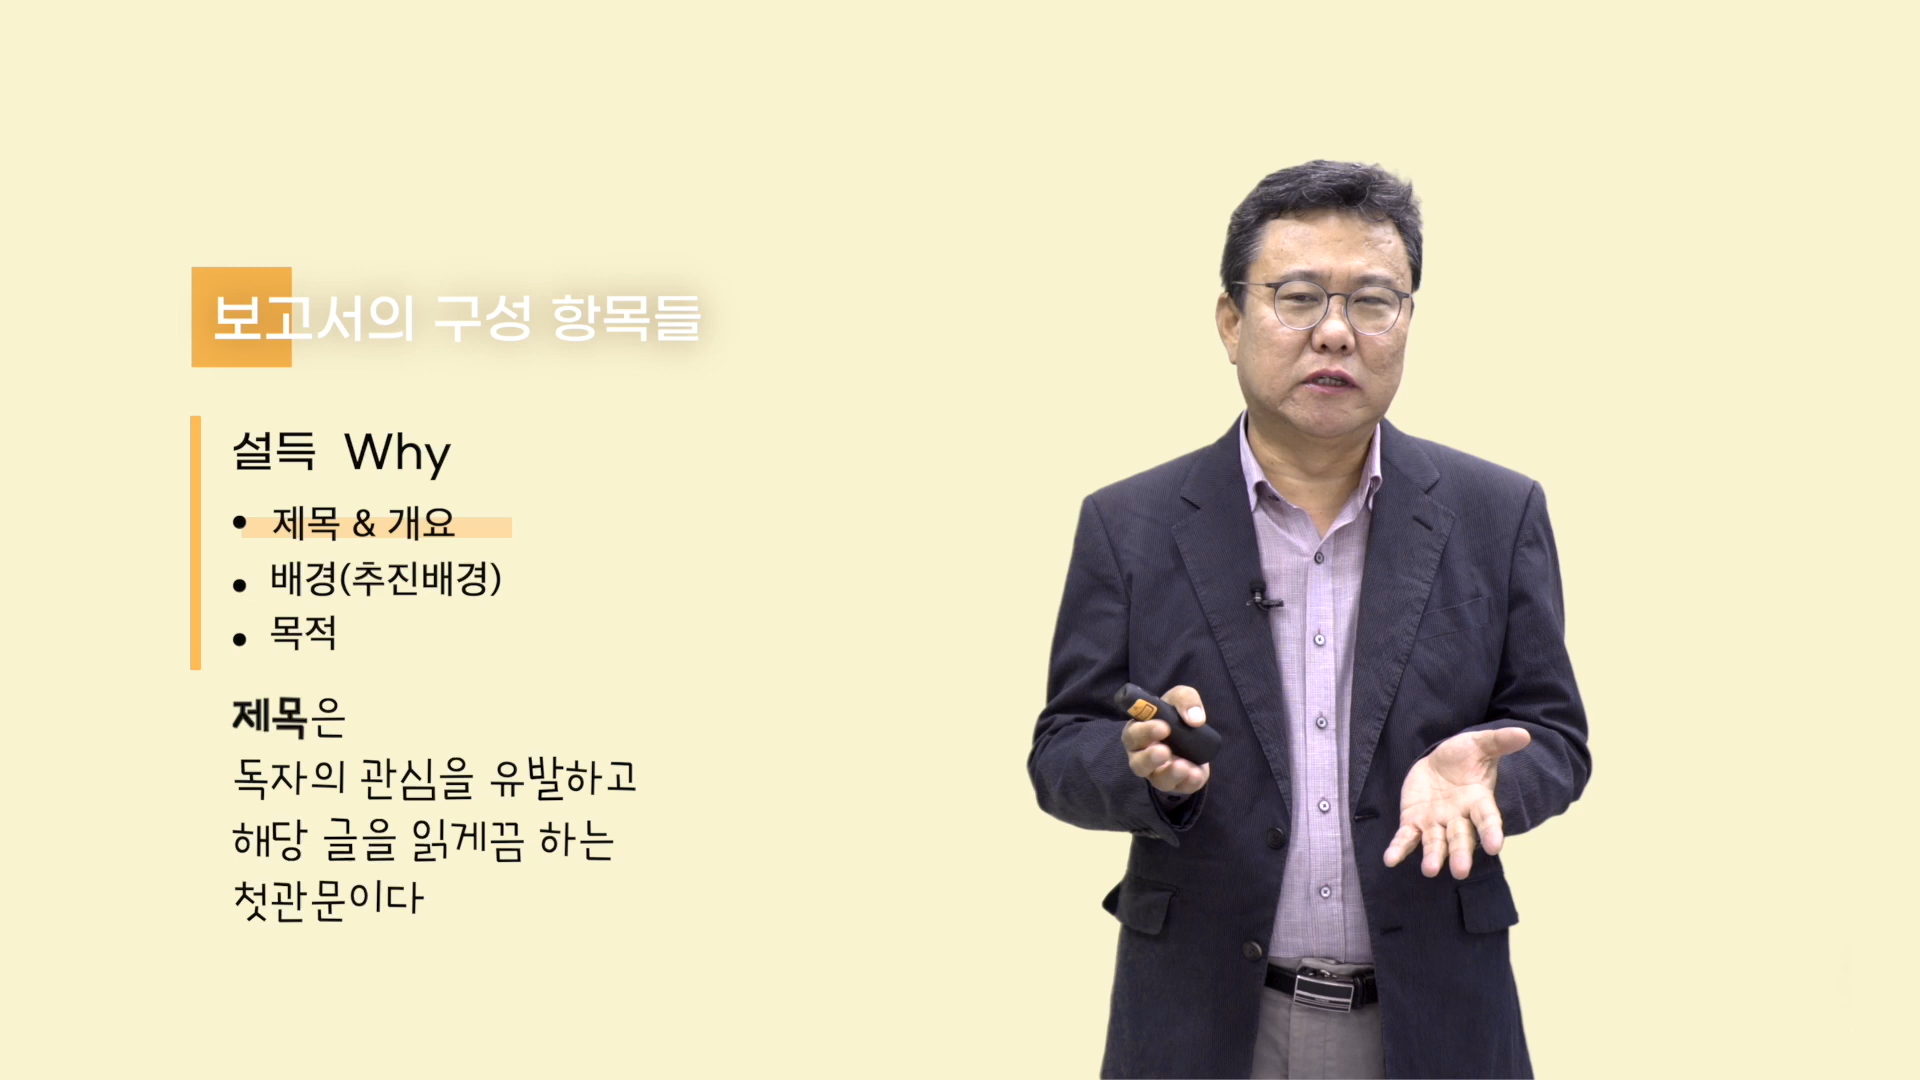 보고서의 구성 항목들
설득 Why
• 제목 & 개요
• 배경(추진배경)
• 목적
제목은
독자의 관심을 유발하고
해당 글을 읽게끔 하는
첫관문이다